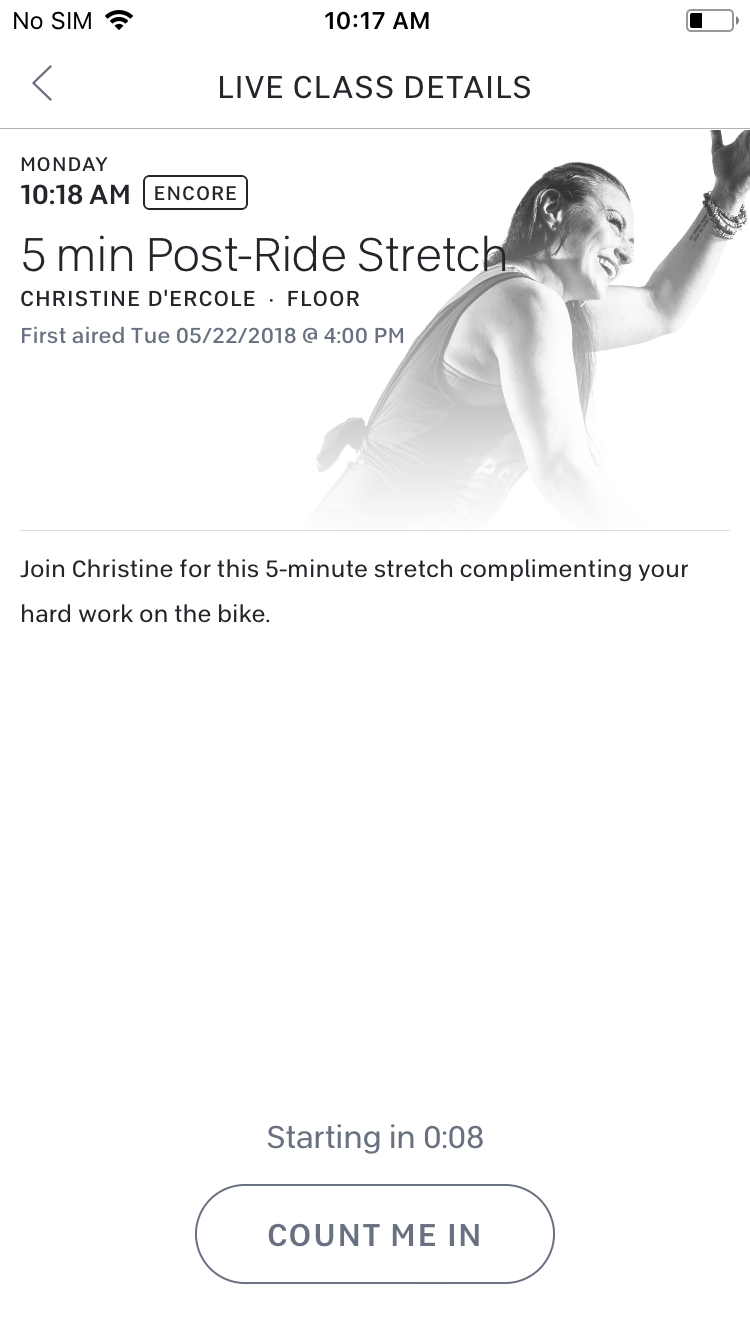 No SIM 10:17 AM
LIVE CLASS DETAILS
MONDAY
10:18 AM ENCORE
5 min Post-Ride Stretch
CHRISTINE D'ERCOLE · FLOOR
First aired Tue 05/22/2018 @ 4:00 PM
Join Christine for this 5-minute stretch complimenting your
hard work on the bike.
Starting in 0:08
COUNT ME IN